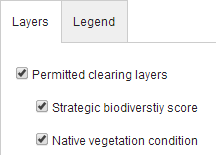 Layers Legend
Permitted clearing layers
Strategic biodiverstiy score
Native vegetation condition